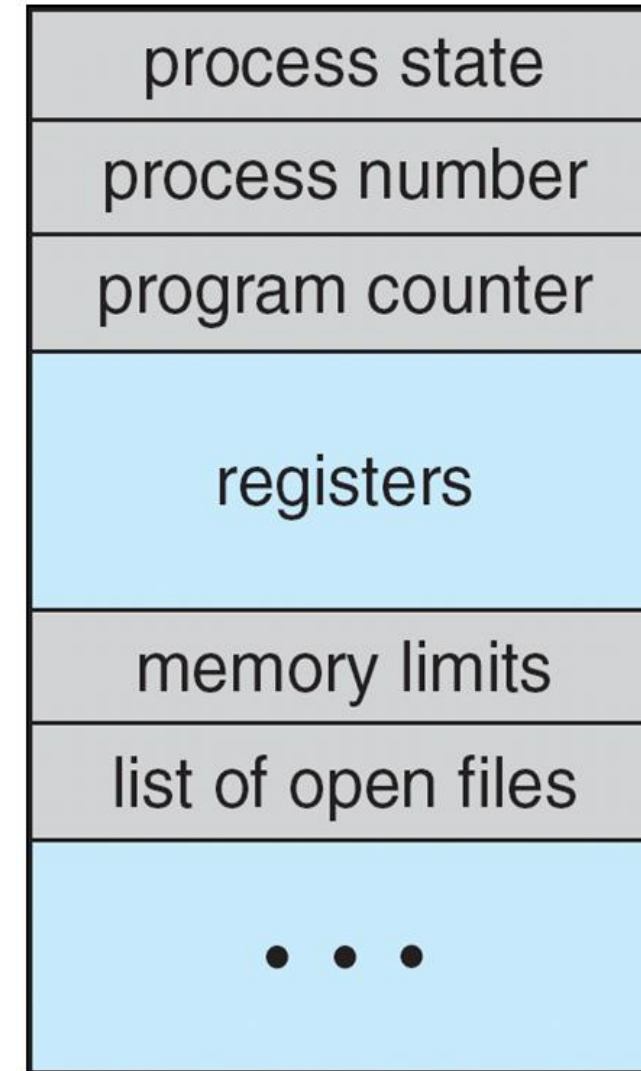 process state
process number
program counter
registers
memory limits
list of open files
• • •